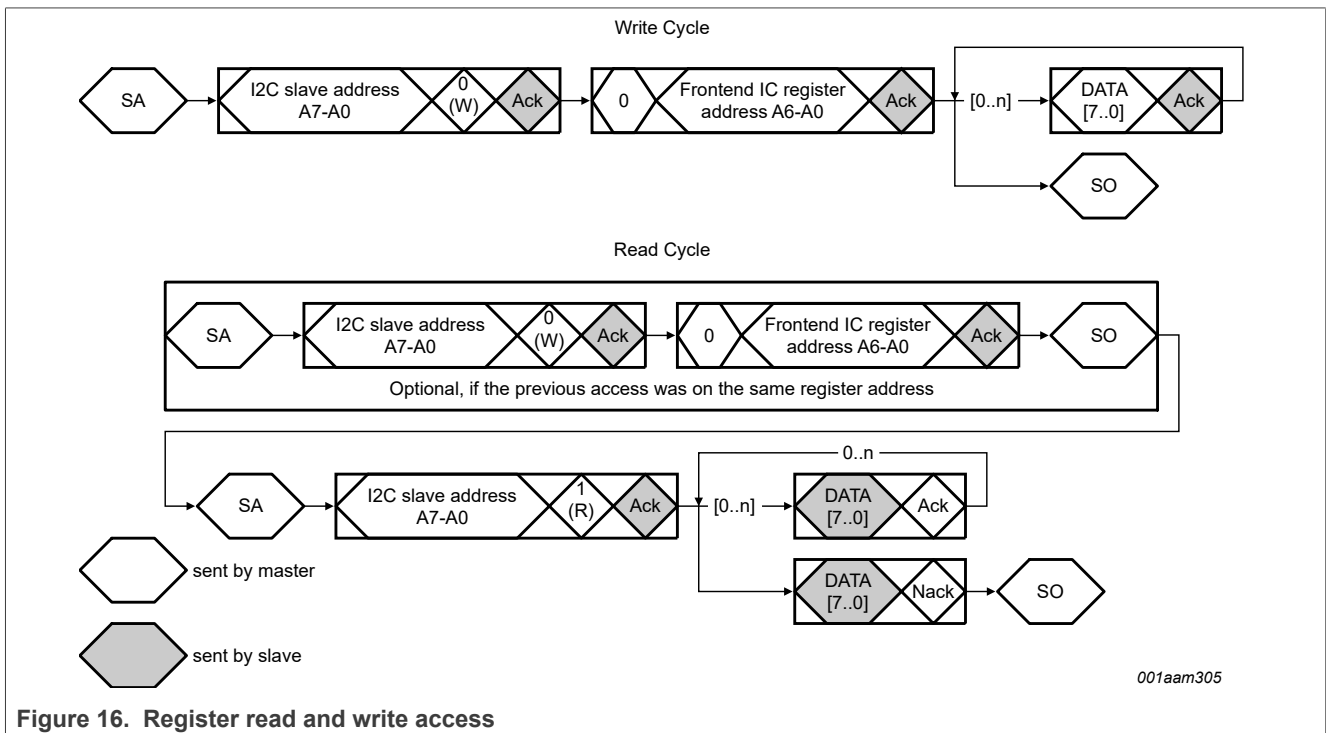 Write Cycle
SA
I2C slave address
A7-A0
0
(W)
Ack
0
Frontend IC register
address A6-A0
Ack
[0..n]
DATA
[7..0]
Ack
SO
Read Cycle
SA
I2C slave address
A7-A0
0
(W)
Ack
0
Frontend IC register
address A6-A0
Ack
SO
Optional, if the previous access was on the same register address
0..n
SA
I2C slave address
A7-A0
1
(R)
Ack
[0..n]
DATA
[7..0]
Ack
sent by master
DATA
[7..0]
Nack
SO
sent by slave
001aam305
Figure 16. Register read and write access